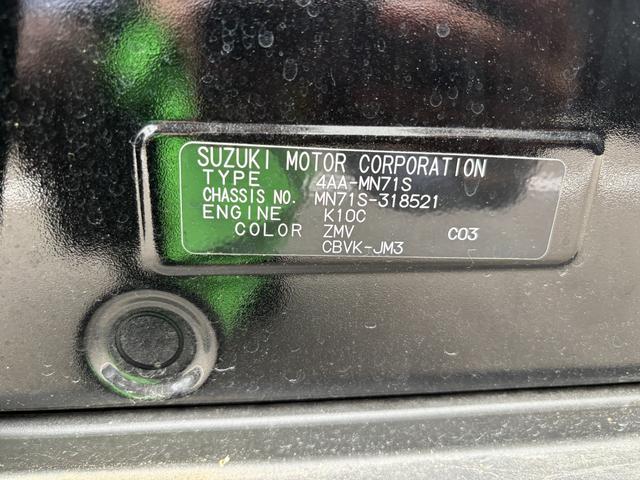 SUZUKI MOTOR CORPORATION
TYPE 4AA-MN71S
CHASSIS NO. MN71S-318521
ENGINE K10C
COLOR ZMV C03
CBVK-JM3